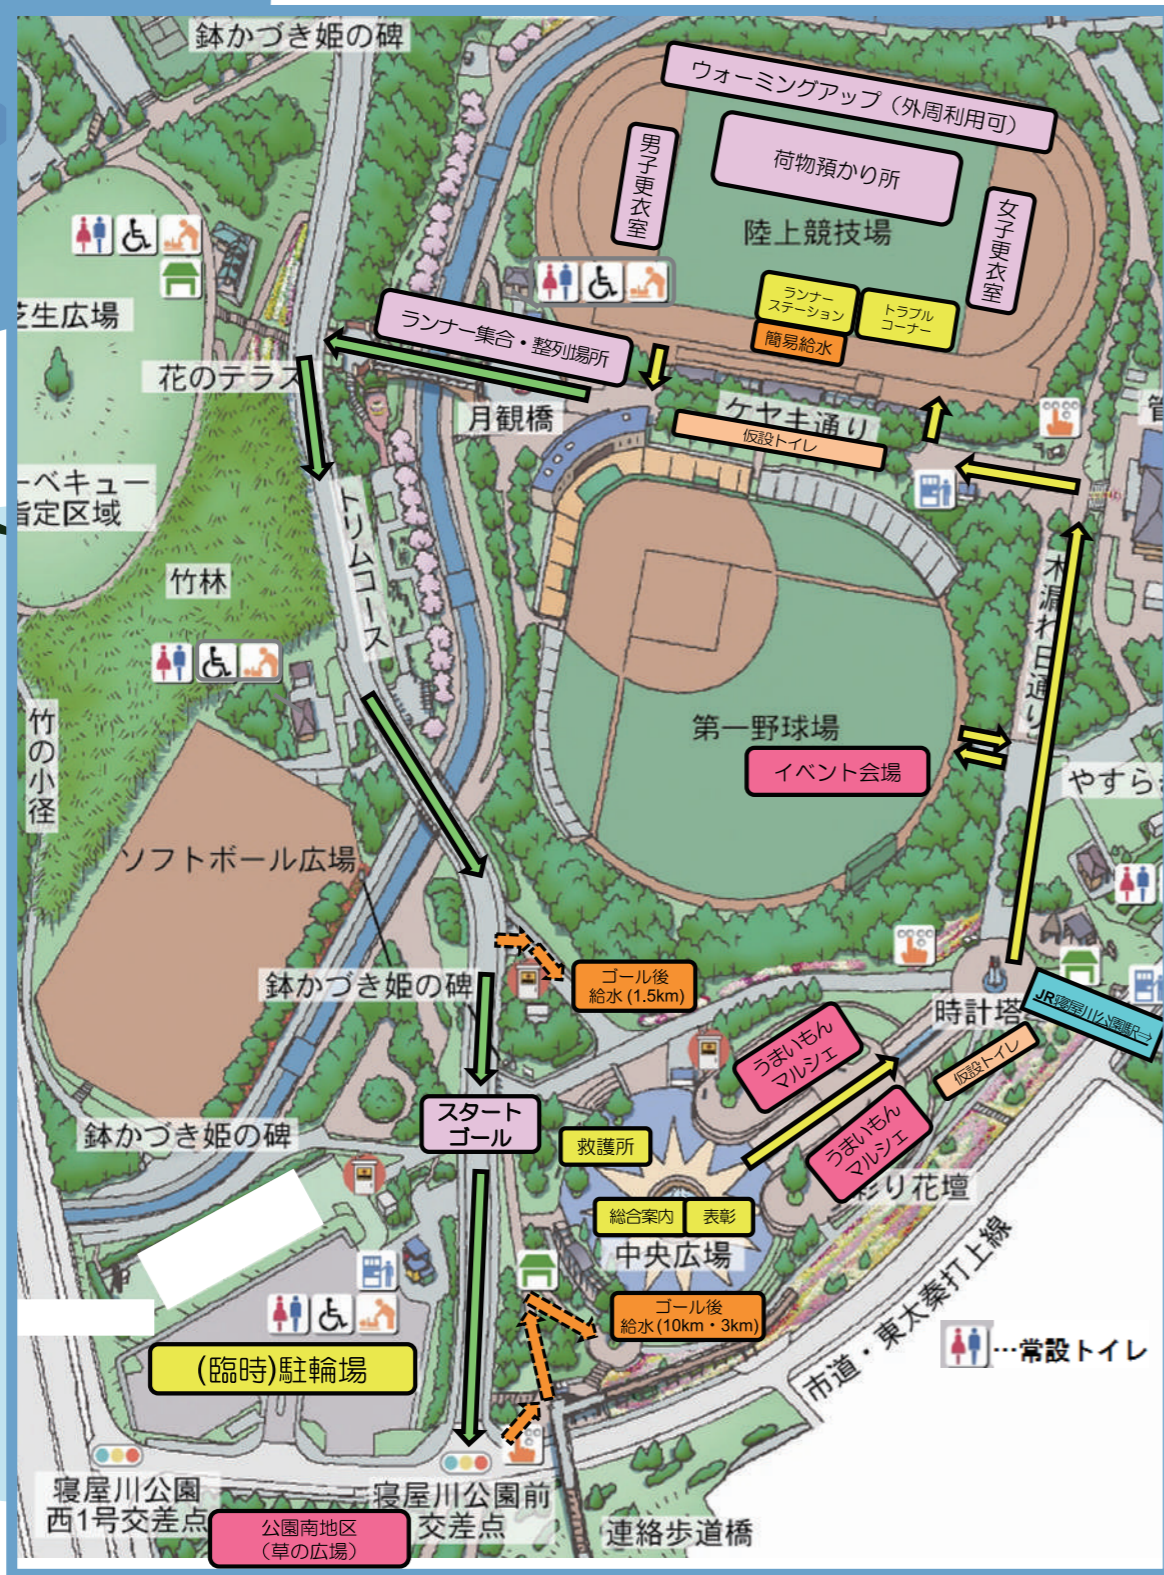 鉢かづき姫の碑
ウォーミングアップ（外周利用可）
男子更衣室
荷物預かり所
女子更衣室
陸上競技場
ランナー
ステーション
トラブル
コーナー
簡易給水
芝生広場
ランナー集合・整列場所
花のテラス
月観橋
ケヤキ通り
仮設トイレ
管
ーベキュー
指定区域
トリムコース
竹林
木漏れ日通り
竹の小径
第一野球場
イベント会場
やすら
ソフトボール広場
鉢かづき姫の碑
ゴール後
給水 (1.5km)
時計塔
JR寝屋川公園駅⇒
うまいもん
マルシェ
仮設トイレ
スタート
ゴール
鉢かづき姫の碑
救護所
うまいもん
マルシェ
彩り花壇
総合案内
表彰
中央広場
ゴール後
給水 (10km・3km)
(臨時)駐輪場
市道・東太秦打上線
…常設トイレ
寝屋川公園
西1号交差点
寝屋川公園前
交差点
公園南地区
（草の広場）
連絡歩道橋